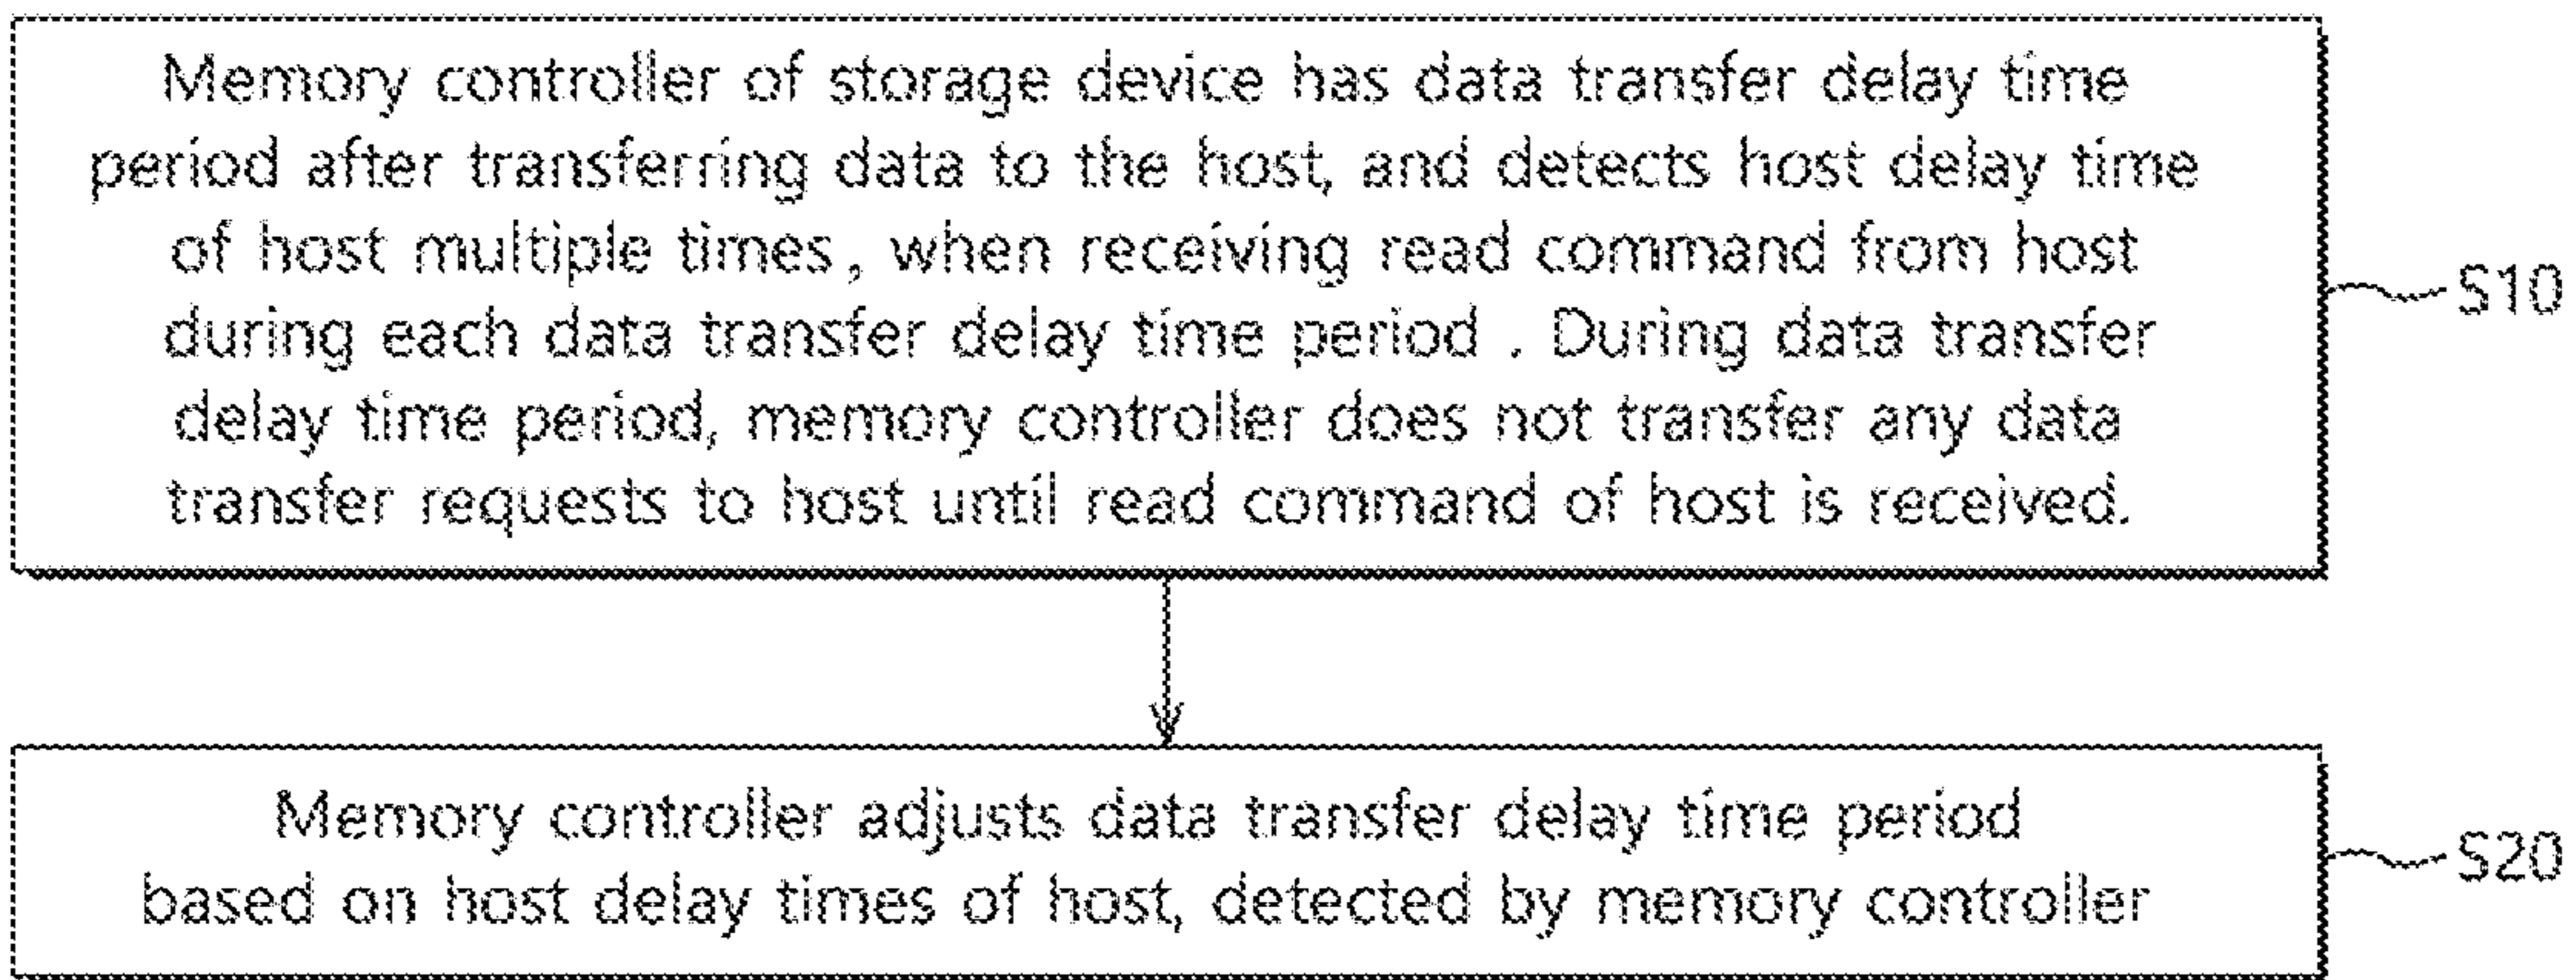 Memory controller of storage device has data transfer delay time
period after transferring data to the host, and detects host delay time
of host multiple times, when receiving read command from host
during each data transfer delay time period . During data transfer
delay time period, memory controller does not transfer any data
transfer requests to host until read command of host is received.
S10
Memory controller adjusts data transfer delay time period
based on host delay times of host, detected by memory controller
S20